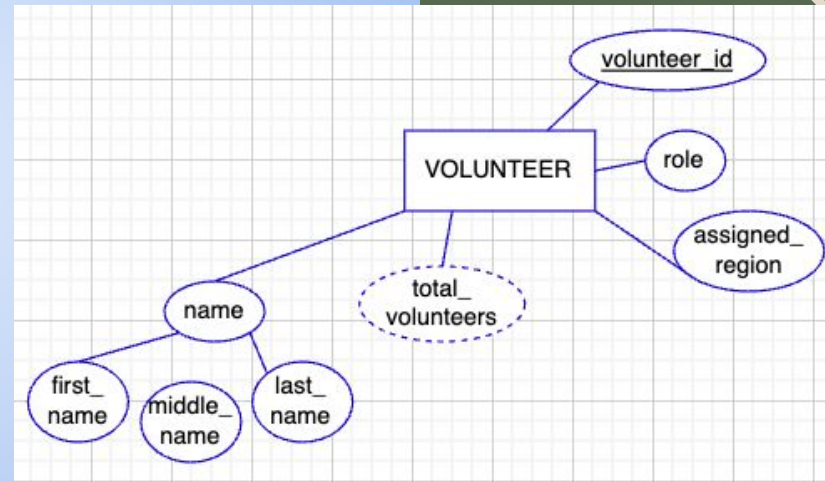 volunteer_id
VOLUNTEER
role
assigned_
region
total_
volunteers
name
first_
name
middle_
name
last_
name